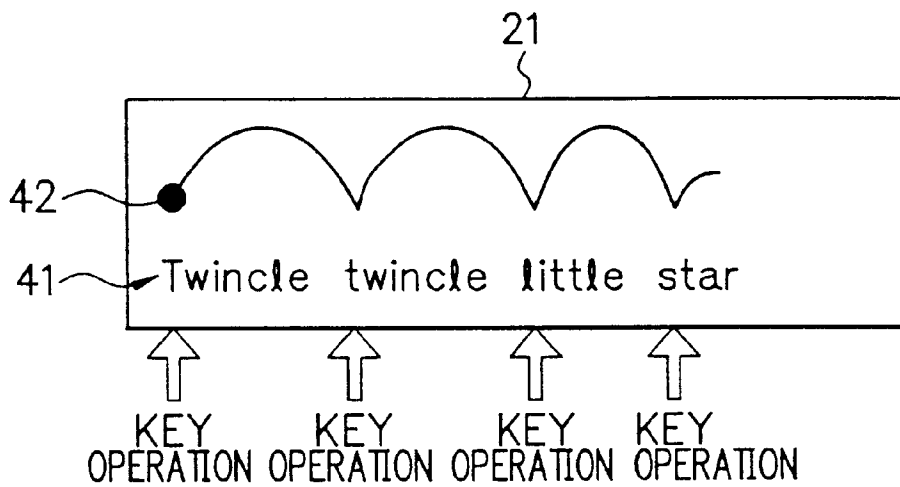 21
42
41 Twincle twincle little star
KEY KEY KEY KEY
OPERATION OPERATION OPERATION OPERATION